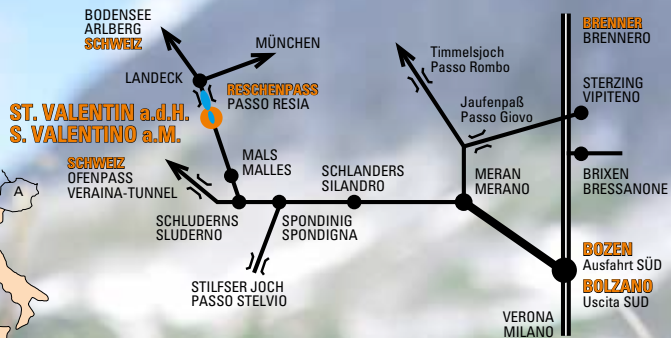 BODENSEE
ARLBERG
SCHWEIZ
MÜNCHEN
LANDECK
RESCHENPASS
PASSO RESIA
ST. VALENTIN a.d.H.
S. VALENTINO a.M.
Timmelsjoch
Passo Rombo
Jaufenpaß
Passo Giovo
BRENNER
BRENNERO
STERZING
VIPITENO
SCHWEIZ
OFENPASS
VERAINA-TUNNEL
MALS
MALLES
SCHLANDERS
SILANDRO
MERAN
MERANO
BRIXEN
BRESSANONE
A
SCHLUDERNS
SLUDERNO
SPONDINIG
SPONDIGNA
STILFSER JOCH
PASSO STELVIO
BOZEN
Ausfahrt SÜD
BOLZANO
Uscita SUD
VERONA
MILANO